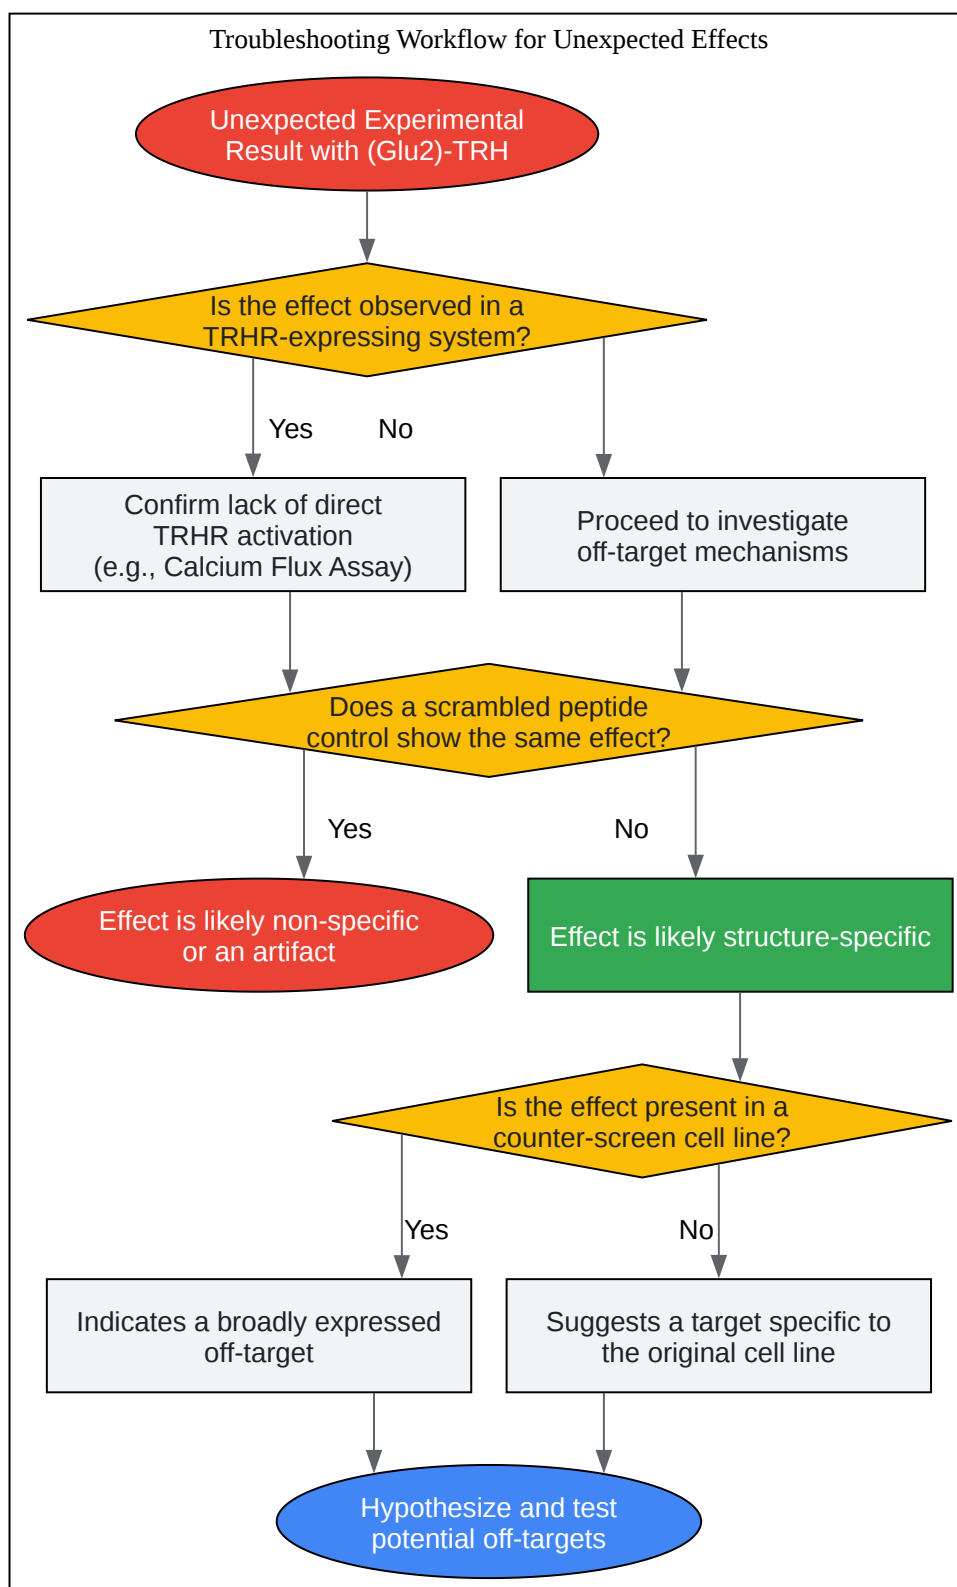 Troubleshooting Workflow for Unexpected Effects
Unexpected Experimental
Result with (Glu2)-TRH
Is the effect observed in a
TRHR-expressing system?
Yes
No
Confirm lack of direct
TRHR activation
(e.g., Calcium Flux Assay)
Proceed to investigate
off-target mechanisms
Does a scrambled peptide
control show the same effect?
Yes
No
Effect is likely non-specific
or an artifact
Effect is likely structure-specific
Is the effect present in a
counter-screen cell line?
Yes
No
Indicates a broadly expressed
off-target
Suggests a target specific to
the original cell line
Hypothesize and test
potential off-targets